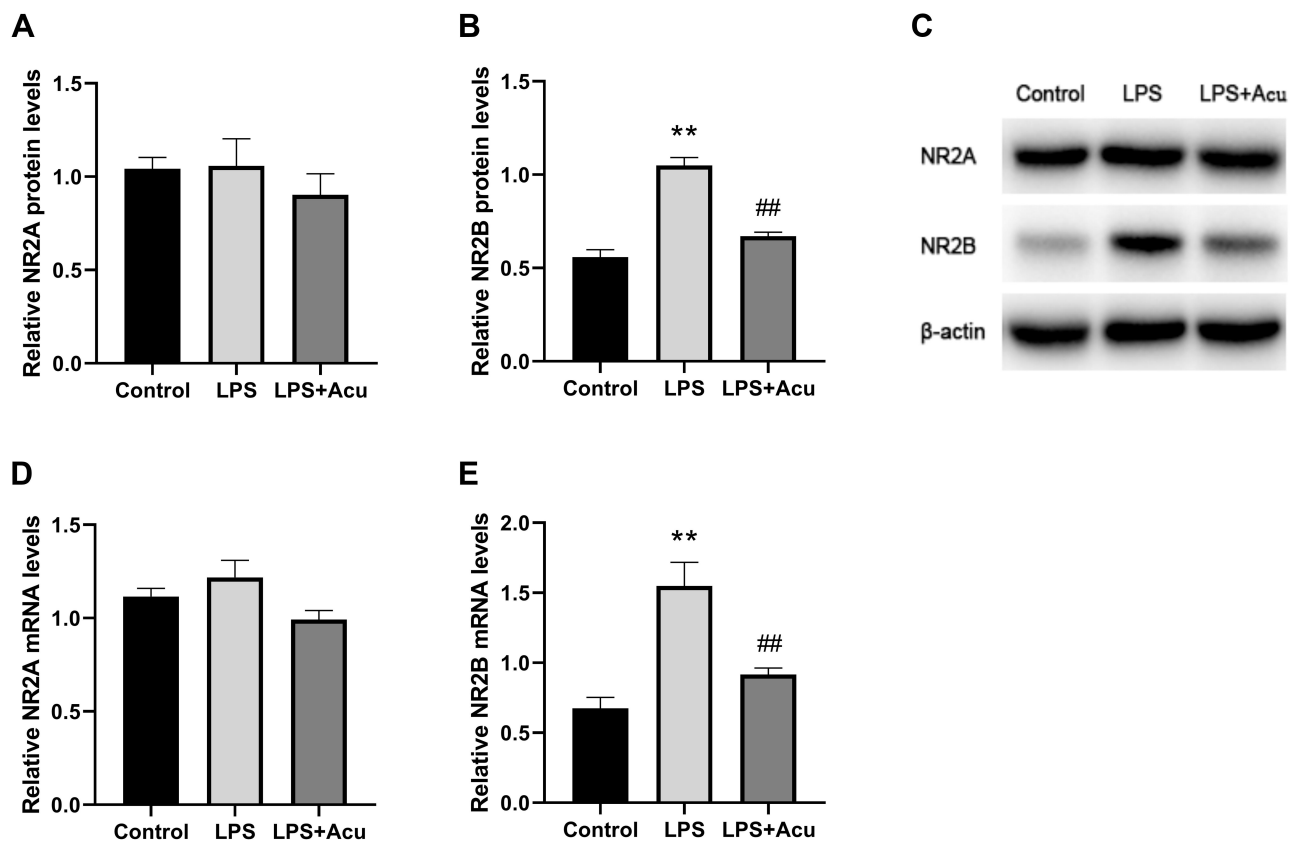 A
Relative NR2A protein levels
1.5
1.0
0.5
0.0
Control LPS LPS+Acu
B
Relative NR2B protein levels
1.5
1.0
0.5
0.0
**
##
Control LPS LPS+Acu
C
Control LPS LPS+Acu
NR2A
NR2B
β-actin
D
Relative NR2A mRNA levels
1.5
1.0
0.5
0.0
Control LPS LPS+Acu
E
Relative NR2B mRNA levels
2.0
1.5
1.0
0.5
0.0
**
##
Control LPS LPS+Acu